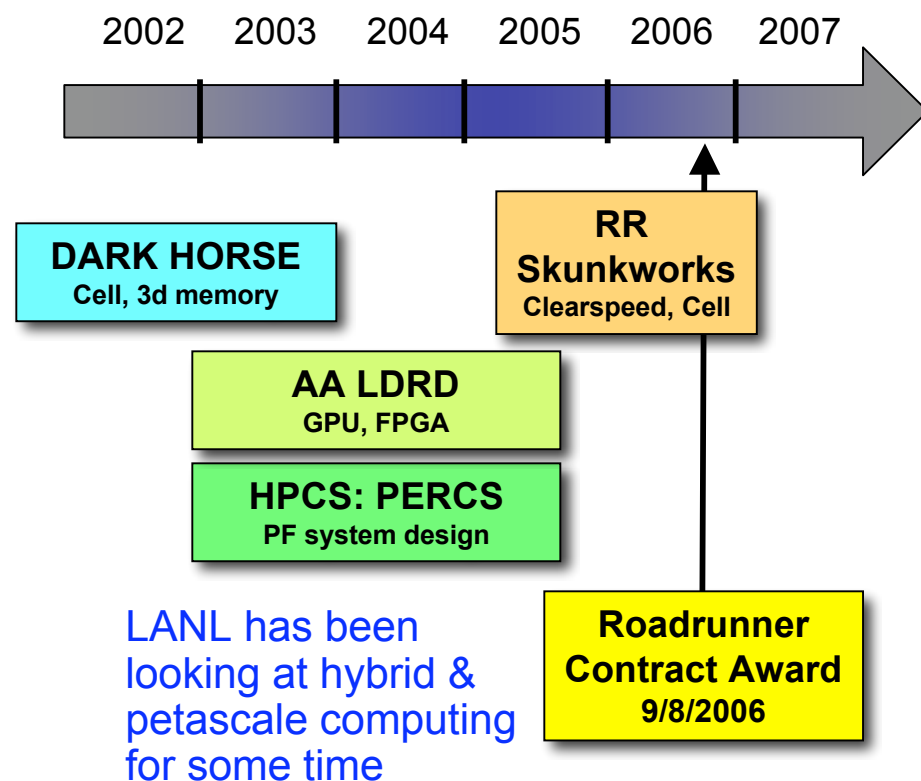 2002 2003 2004 2005 2006 2007
DARK HORSE
Cell, 3d memory
RR
Skunkworks
Clearspeed, Cell
AA LDRD
GPU, FPGA
HPCS: PERCS
PF system design
LANL has been
looking at hybrid &
petascale computing
for some time
Roadrunner
Contract Award
9/8/2006